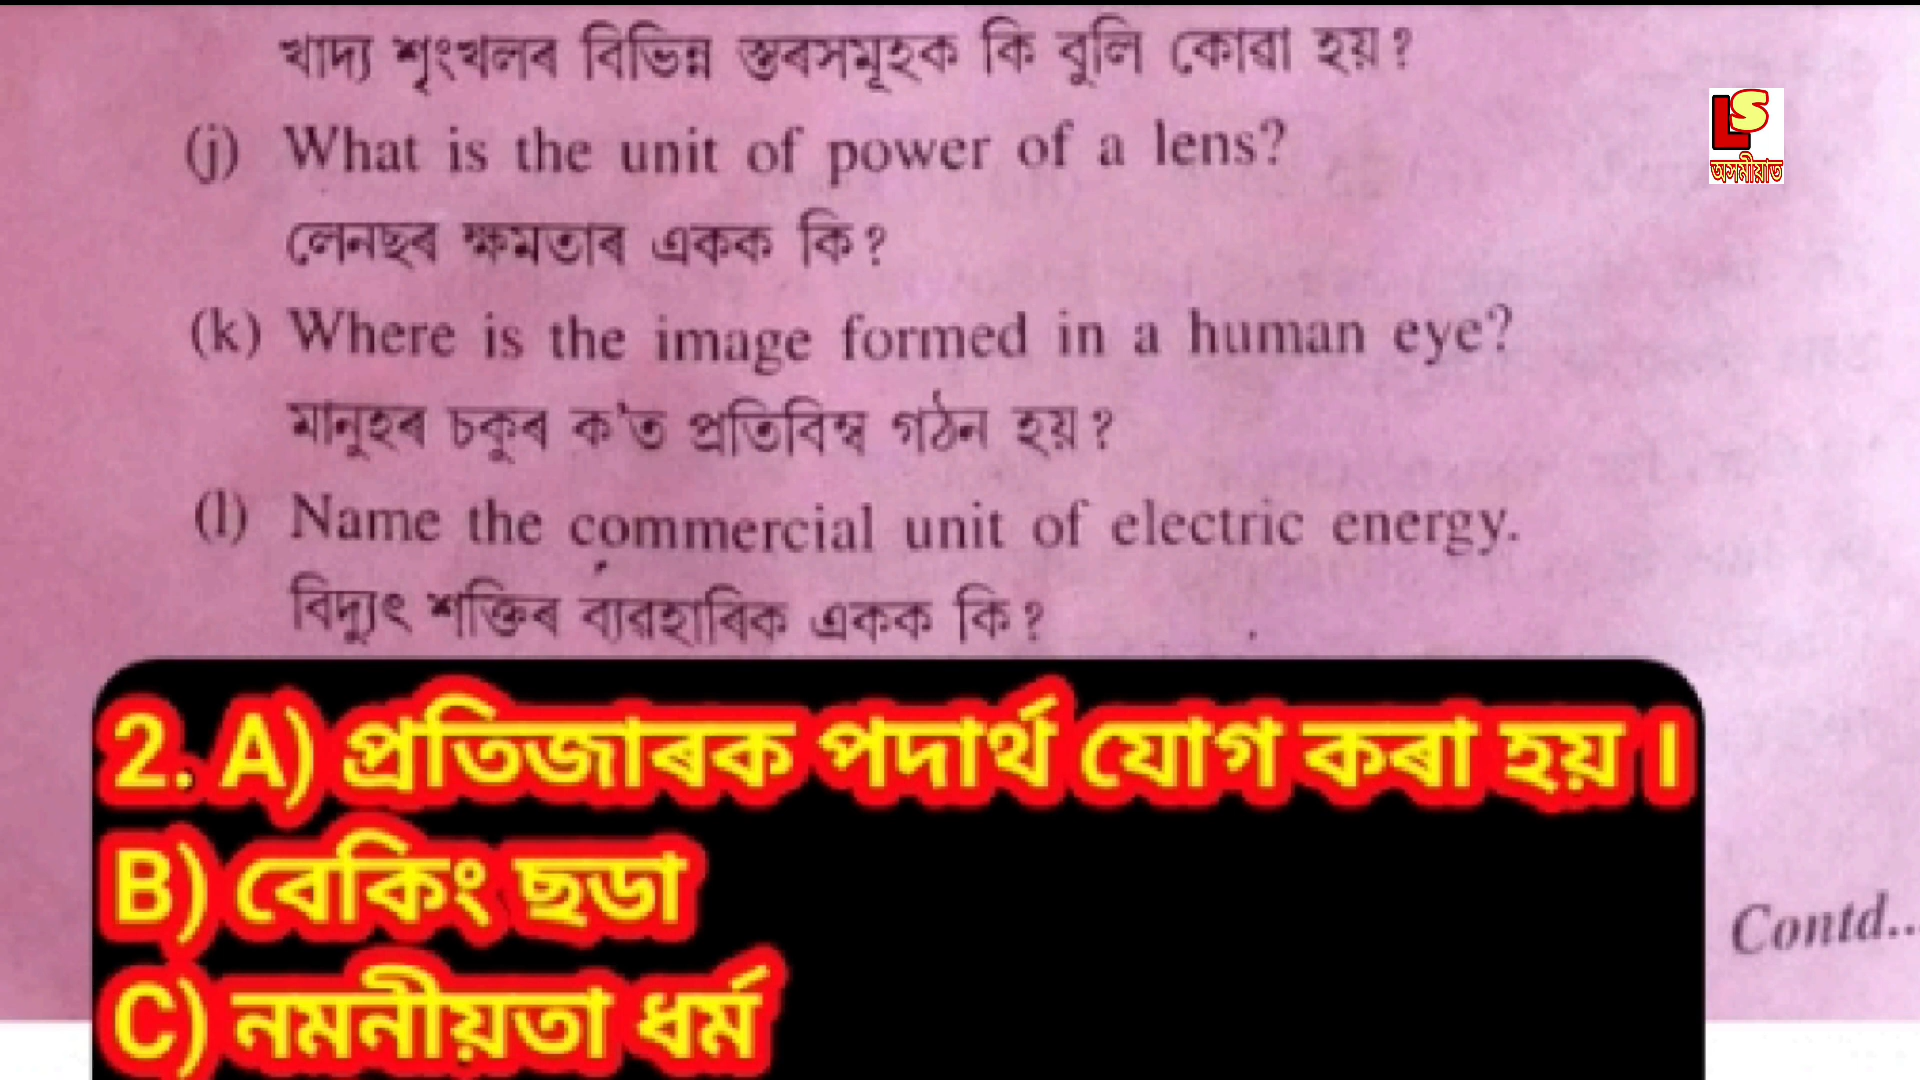 খাদ্য শৃংখলৰ বিভিন্ন স্তৰসমূহক কি বুলি কোৱা হয়?
LS
অসমীয়াত
(j) What is the unit of power of a lens?
লেনছৰ ক্ষমতাৰ একক কি?
(k) Where is the image formed in a human eye?
মানুহৰ চকুৰ ক'ত প্ৰতিবিম্ব গঠন হয়?
(l) Name the commercial unit of electric energy.
বিদ্যুৎ শক্তিৰ ব্যৱহাৰিক একক কি?
2. A) প্ৰতিজাৰক পদাৰ্থ যোগ কৰা হয়।
B) বেকিং ছডা
Contd...
C) নমনীয়তা ধৰ্ম